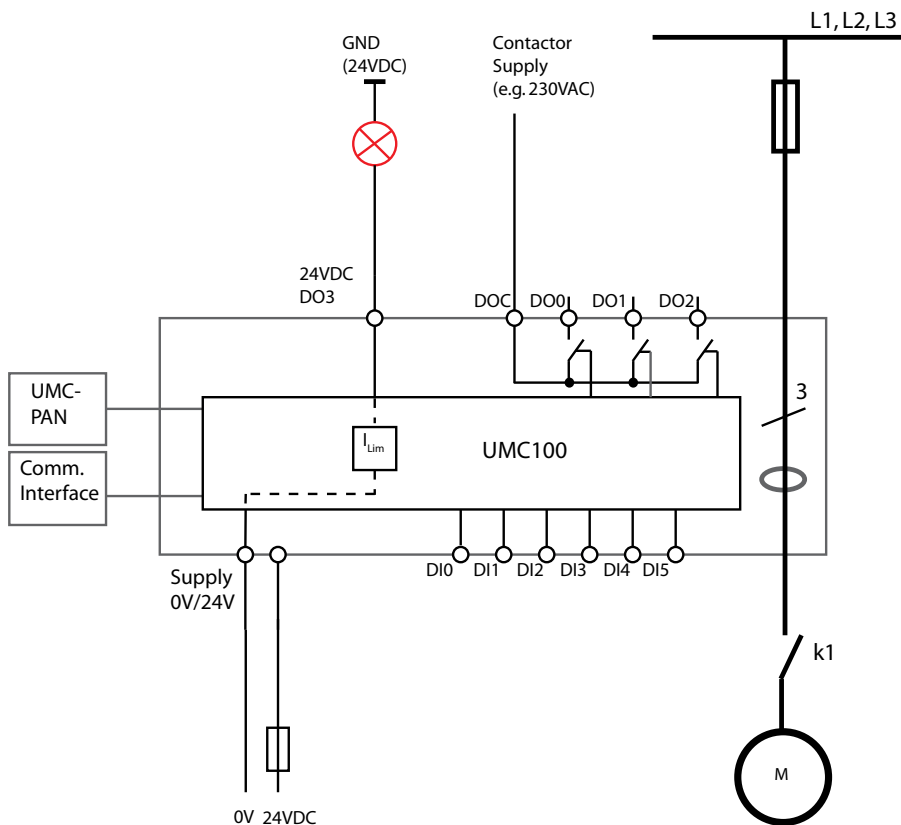 L1, L2, L3
GND
(24VDC)
Contactor
Supply
(e.g. 230VAC)
24VDC
DO3
DOC
DO0
DO1
DO2
UMC-
PAN
3
ILim
UMC100
Comm.
Interface
DI0
DI1
DI2
DI3
DI4
DI5
Supply
0V/24V
k1
M
0V
24VDC